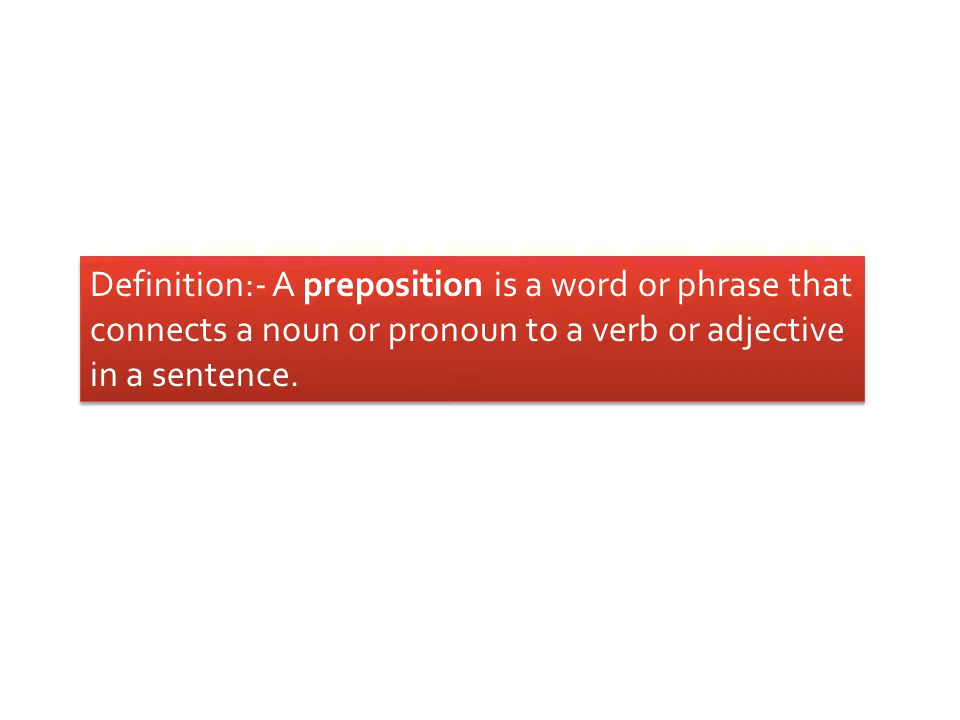 Definition:- A preposition is a word or phrase that
connects a noun or pronoun to a verb or adjective
in a sentence.